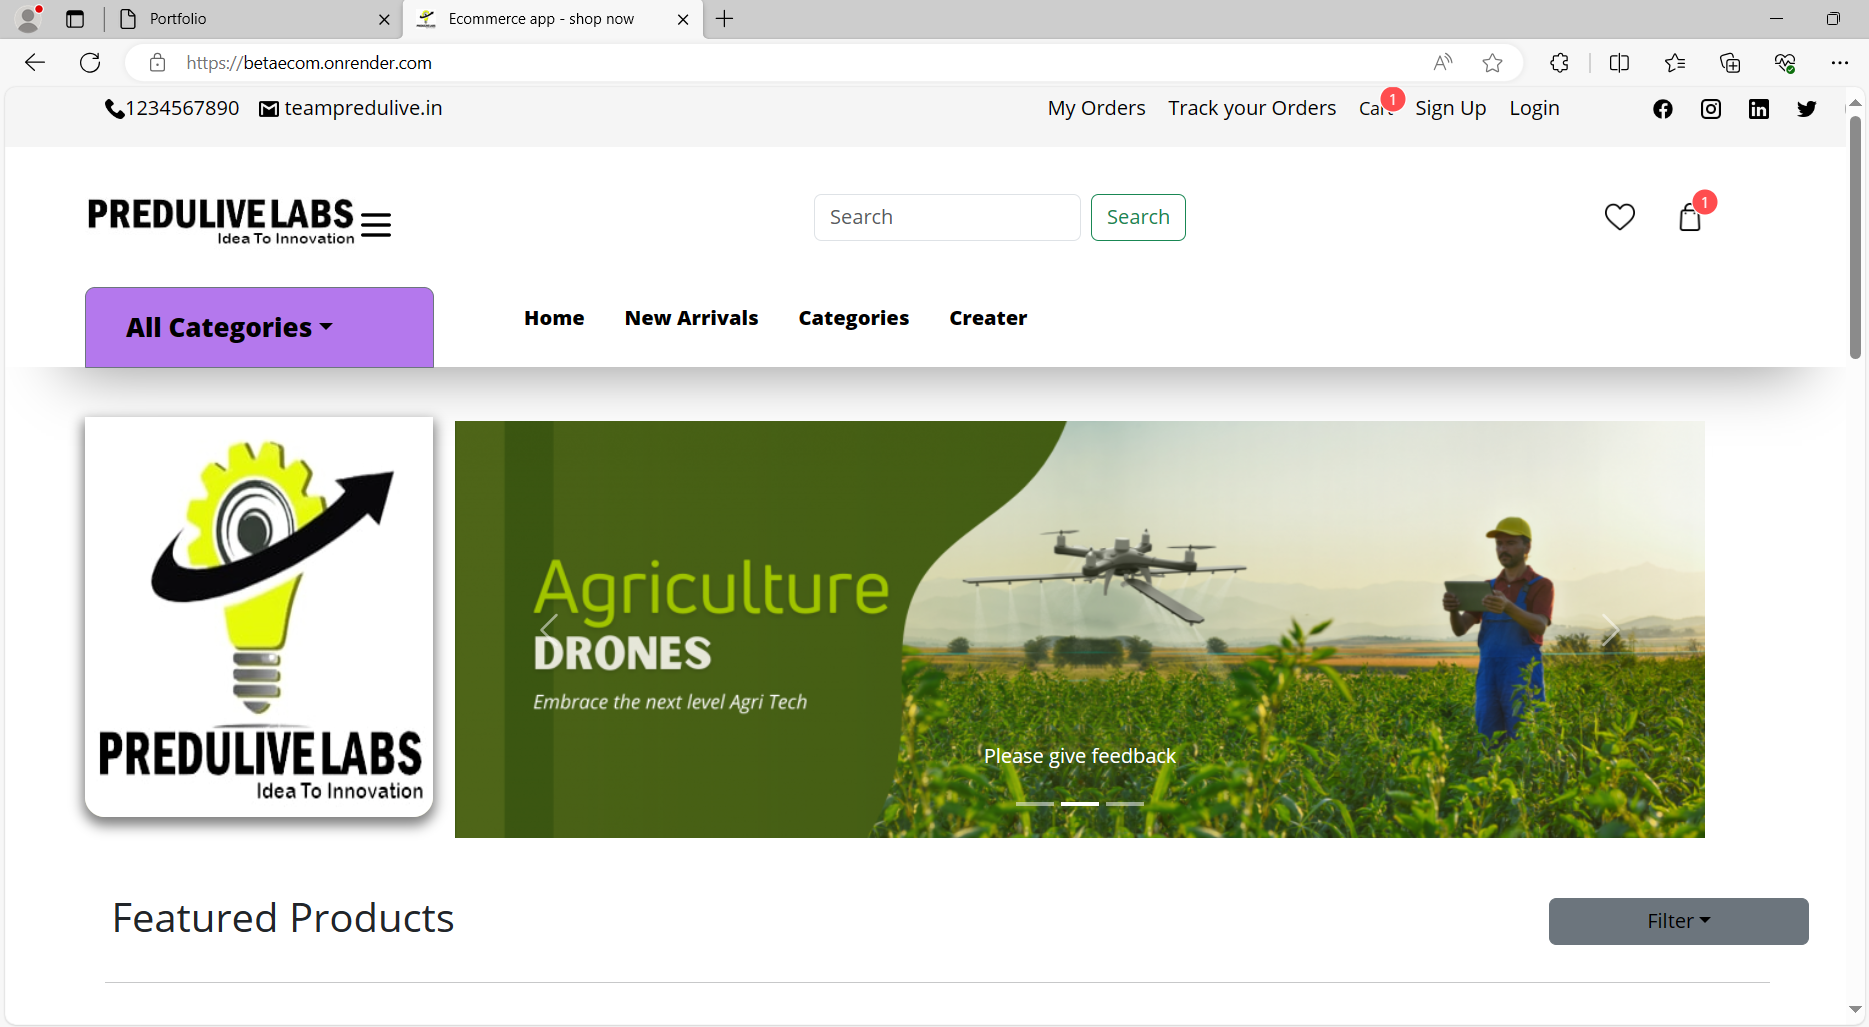 Portfolio
Ecommerce app - shop now
https://betaecom.onrender.com
1234567890 teampredulive.in
My Orders Track your Orders Cart 1 Sign Up Login
PREDULIVE LABS
Idea To Innovation
Search
Search
1
All Categories
Home New Arrivals Categories Creater
PREDULIVE LABS
Idea To Innovation
Agriculture
DRONES
Embrace the next level Agri Tech
Please give feedback
Featured Products
Filter